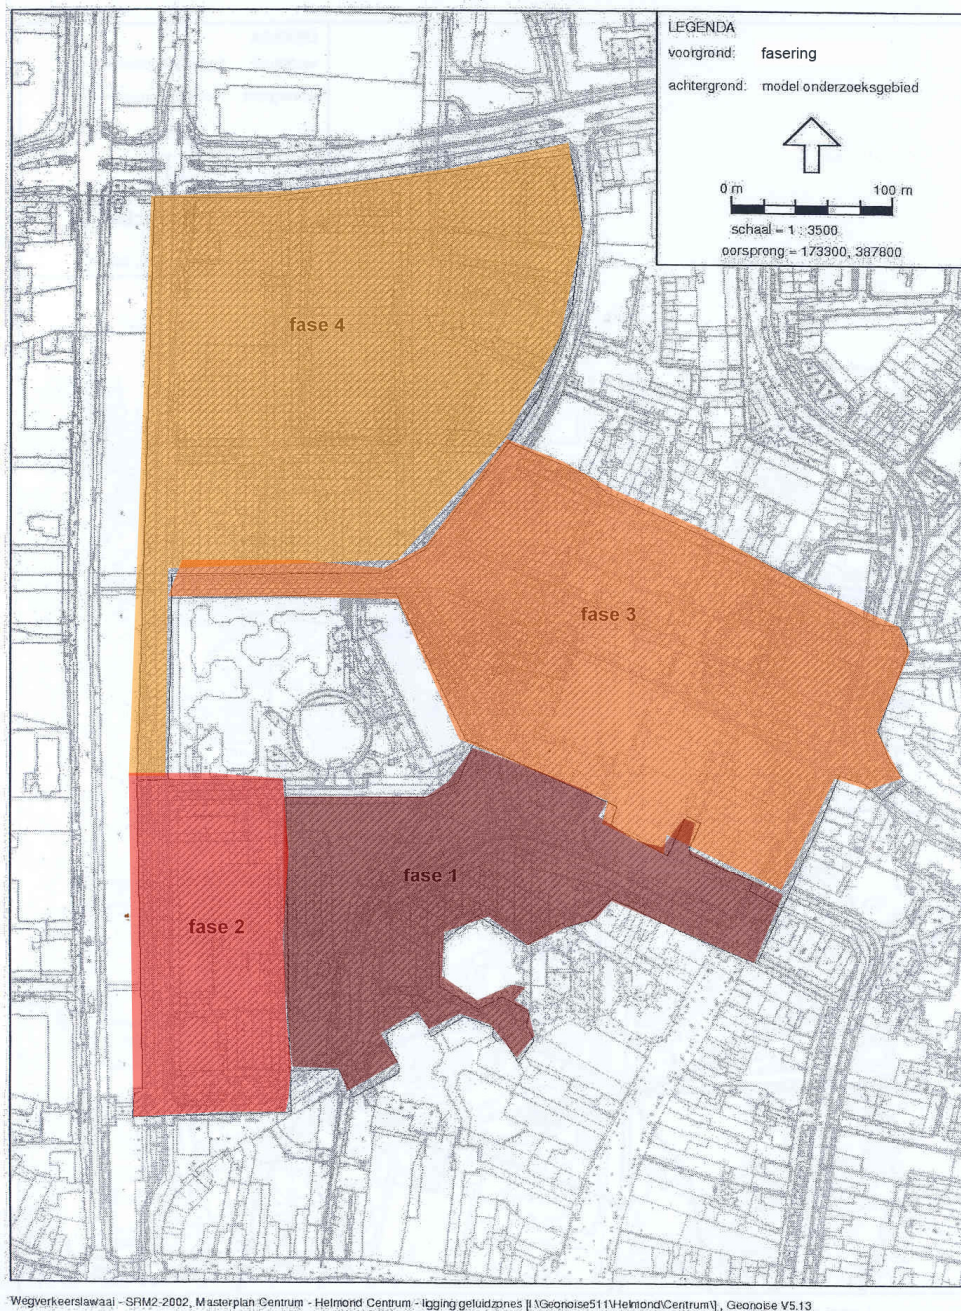 LEGENDA
voorgrond: fasering
achtergrond: model onderzoeksgebied
0 m 100 m
schaal = 1 : 3500
oorsprong = 173300, 387800
fase 4
fase 3
fase 1
fase 2
Wegverkeerslawaai - SRM2-2002, Masterplan Centrum - Helmond Centrum - ligging geluidzones [I:\Geonoise511\Helmond\Centrum\] , Geonoise V5.13